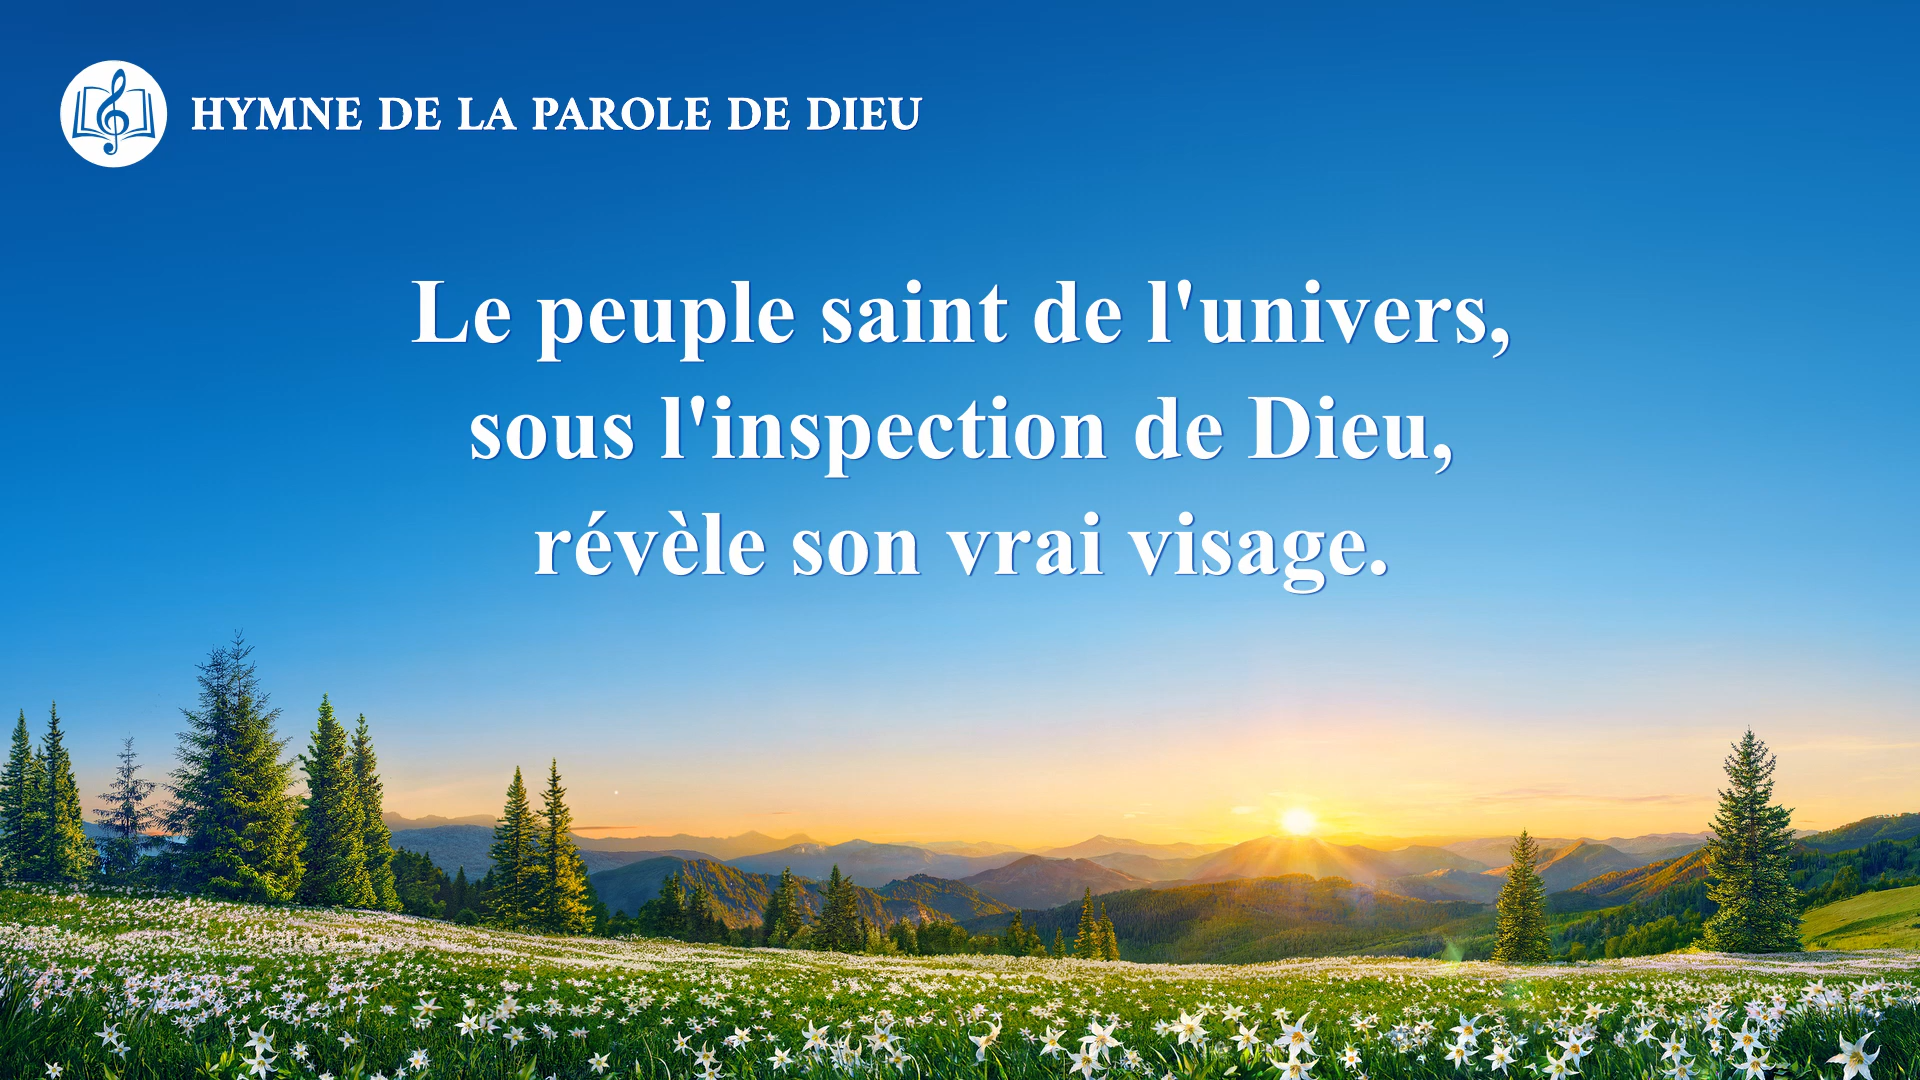 HYMNE DE LA PAROLE DE DIEU
Le peuple saint de l'univers,
sous l'inspection de Dieu,
révèle son vrai visage.